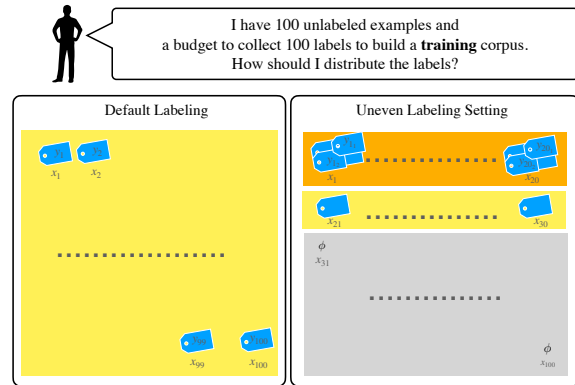 I have 100 unlabeled examples and
a budget to collect 100 labels to build a training corpus.
How should I distribute the labels?
Default Labeling
y₁ y₂
x₁ x₂
y₉₉ y₁₀₀
x₉₉ x₁₀₀
Uneven Labeling Setting
x₁ x₂₀
x₂₁ x₃₀
ϕ
x₃₁
ϕ
x₁₀₀